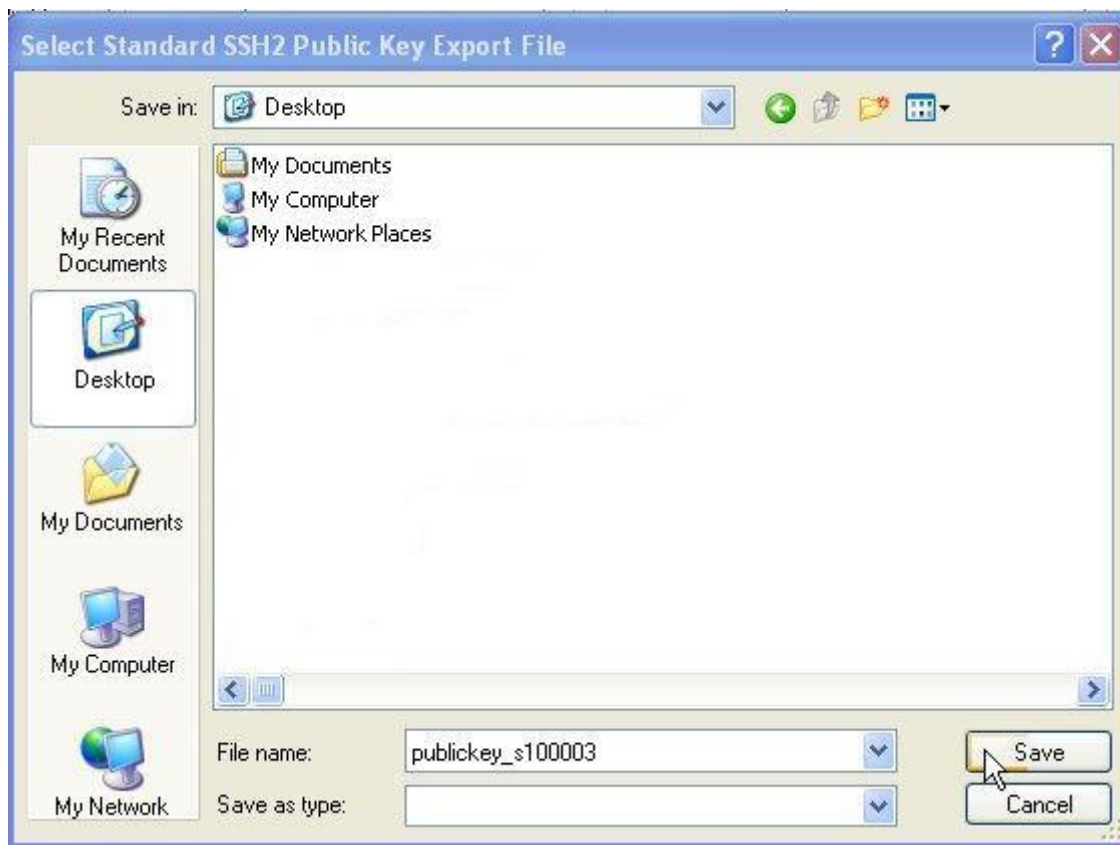 Select Standard SSH2 Public Key Export File
Save in:
Desktop
My Documents
My Computer
My Network Places
My Recent
Documents
Desktop
My Documents
My Computer
My Network
File name:
publickey_s100003
Save
Save as type:
Cancel